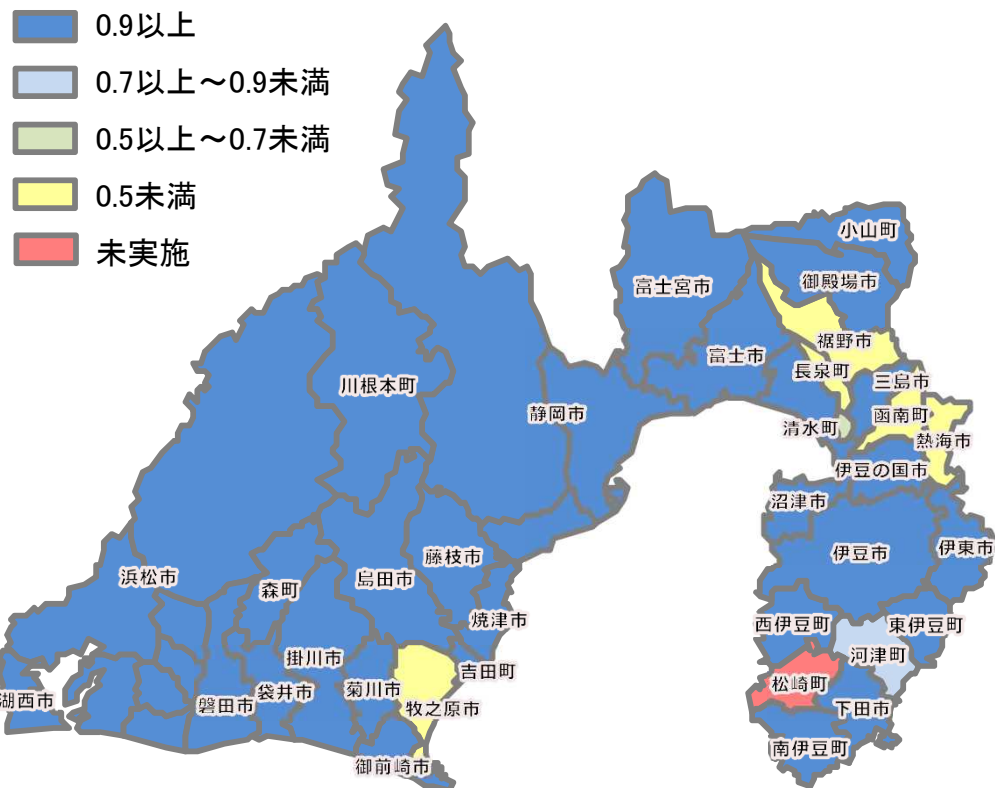 0.9以上
0.7以上～0.9未満
0.5以上～0.7未満
0.5未満
未実施
小山町
御殿場市
富士宮市
裾野市
富士市
長泉町
三島市
川根本町
静岡市
函南町
清水町
熱海市
伊豆の国市
沼津市
伊豆市
伊東市
藤枝市
浜松市
島田市
森町
焼津市
西伊豆町
東伊豆町
掛川市
河津町
吉田町
菊川市
松崎町
袋井市
湖西市
磐田市
牧之原市
下田市
南伊豆町
御前崎市